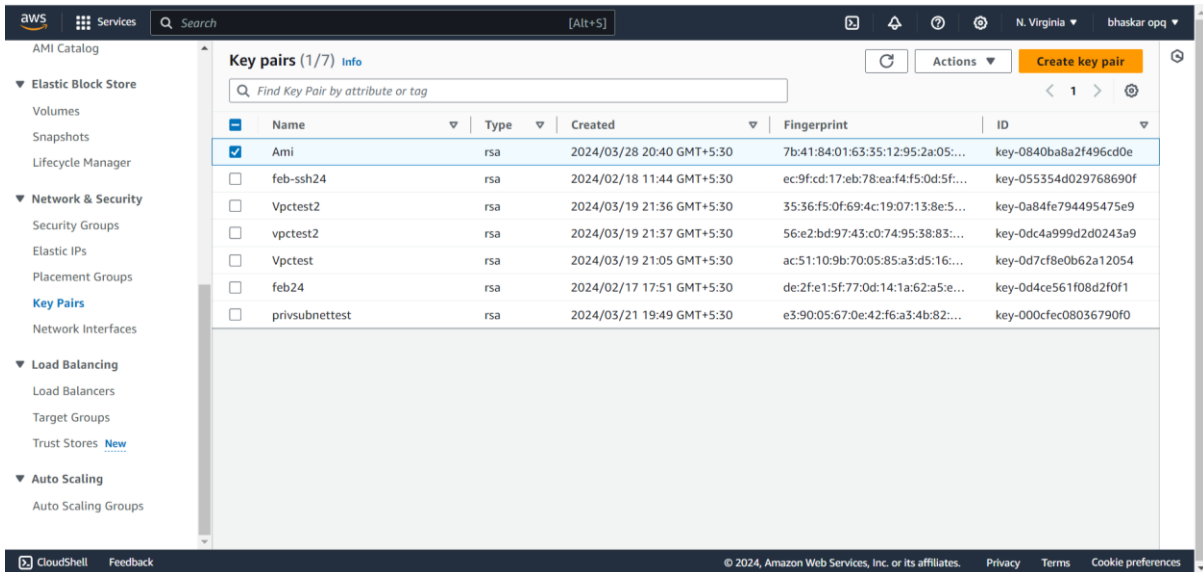 aws Services Search [Alt+S] N. Virginia bhaskar opq
AMI Catalog
Elastic Block Store
Volumes
Snapshots
Lifecycle Manager
Network & Security
Security Groups
Elastic IPs
Placement Groups
Key Pairs
Network Interfaces
Load Balancing
Load Balancers
Target Groups
Trust Stores New
Auto Scaling
Auto Scaling Groups
Key pairs (1/7) Info Actions Create key pair
Find Key Pair by attribute or tag 1
Name Type Created Fingerprint ID
Ami rsa 2024/03/28 20:40 GMT+5:30 7b:41:84:01:63:35:12:95:2a:05:... key-0840ba8a2f496cd0e
feb-ssh24 rsa 2024/02/18 11:44 GMT+5:30 ec:9f:cd:17:eb:78:ea:f4:f5:0d:5f:... key-055354d029768690f
Vpctest2 rsa 2024/03/19 21:36 GMT+5:30 35:36:f5:0f:69:4c:19:07:13:8e:5... key-0a84fe794495475e9
vpctest2 rsa 2024/03/19 21:37 GMT+5:30 56:e2:bd:97:43:c0:74:95:38:83:... key-0dc4a999d2d0243a9
Vpctest rsa 2024/03/19 21:05 GMT+5:30 ac:51:10:9b:70:05:85:a3:d5:16:... key-0d7cf8e0b62a12054
feb24 rsa 2024/02/17 17:51 GMT+5:30 de:2f:e1:5f:77:0d:14:1a:62:a5:e... key-0d4ce561f08d2f0f1
privsubnettest rsa 2024/03/21 19:49 GMT+5:30 e3:90:05:67:0e:42:f6:a3:4b:82:... key-000cfec08036790f0
CloudShell Feedback © 2024, Amazon Web Services, Inc. or its affiliates. Privacy Terms Cookie preferences